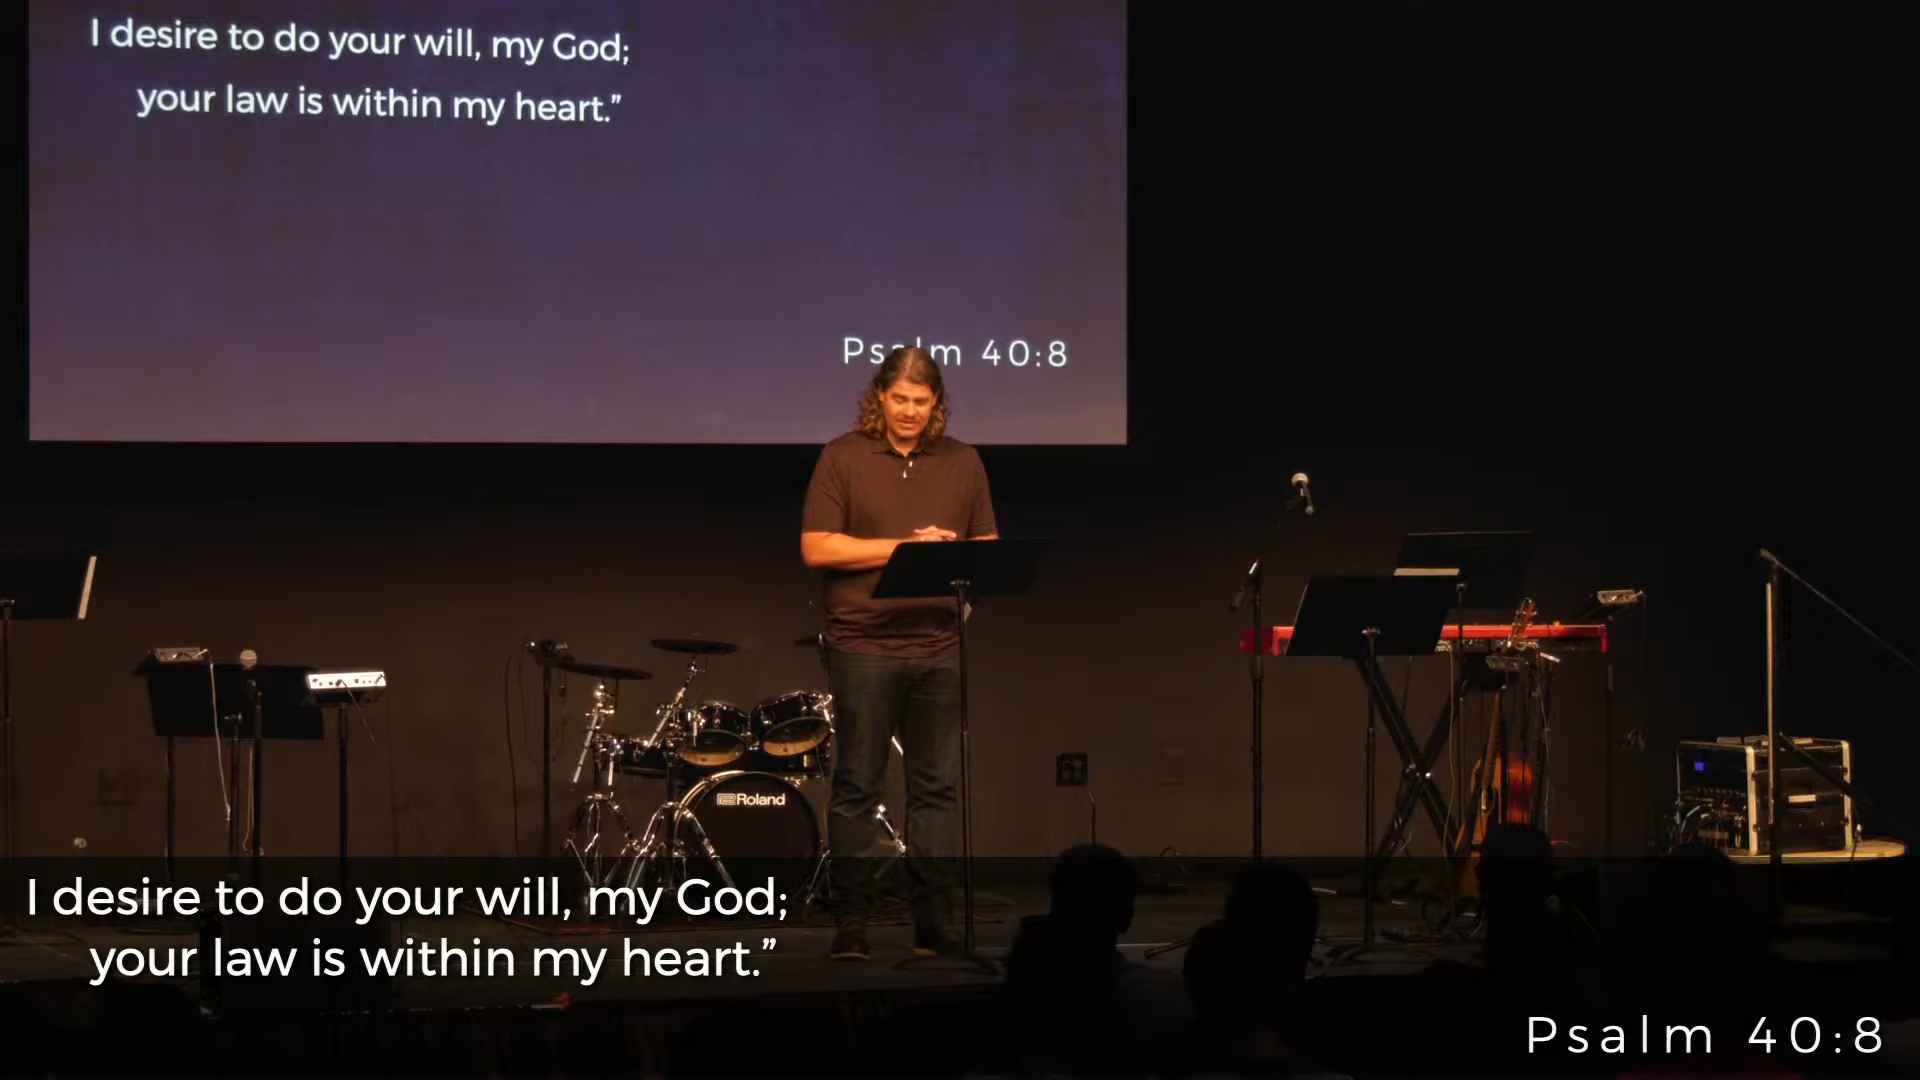 I desire to do your will, my God;
your law is within my heart.”
Psalm 40:8
Roland
I desire to do your will, my God;
your law is within my heart.”
Psalm 40:8